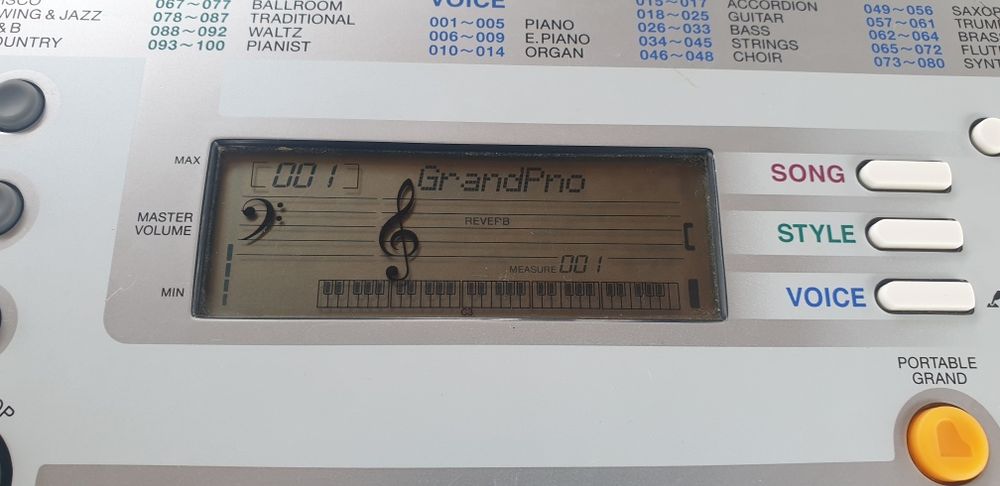 067~077 BALLROOM
078~087 TRADITIONAL
088~092 WALTZ
093~100 PIANIST
WING & JAZZ
& B
OUNTRY
VOICE
001~005 PIANO
006~009 E.PIANO
010~014 ORGAN
015~017 ACCORDION
018~025 GUITAR
026~033 BASS
034~045 STRINGS
046~048 CHOIR
049~056
057~061
062~064
065~072
073~080
MAX
MASTER
VOLUME
MIN
001 GrandPno
REVERB
MEASURE 001
C3
SONG
STYLE
VOICE
PORTABLE
GRAND